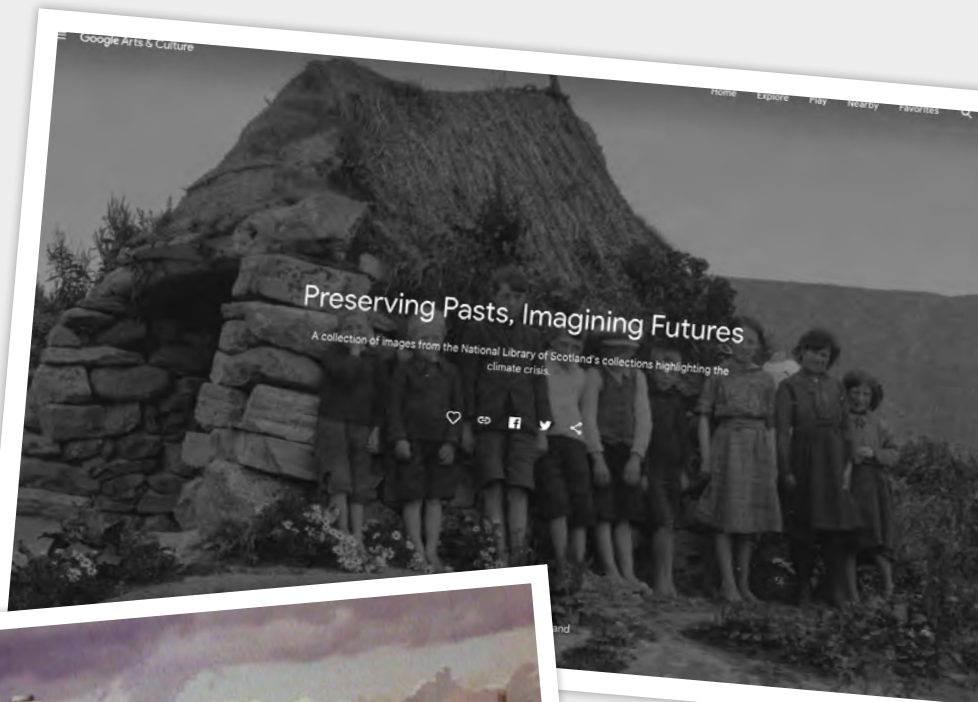 Google Arts & Culture
Home Explore Play Nearby Favorites
Preserving Pasts, Imagining Futures
A collection of images from the National Library of Scotland's collections highlighting the
climate crisis.